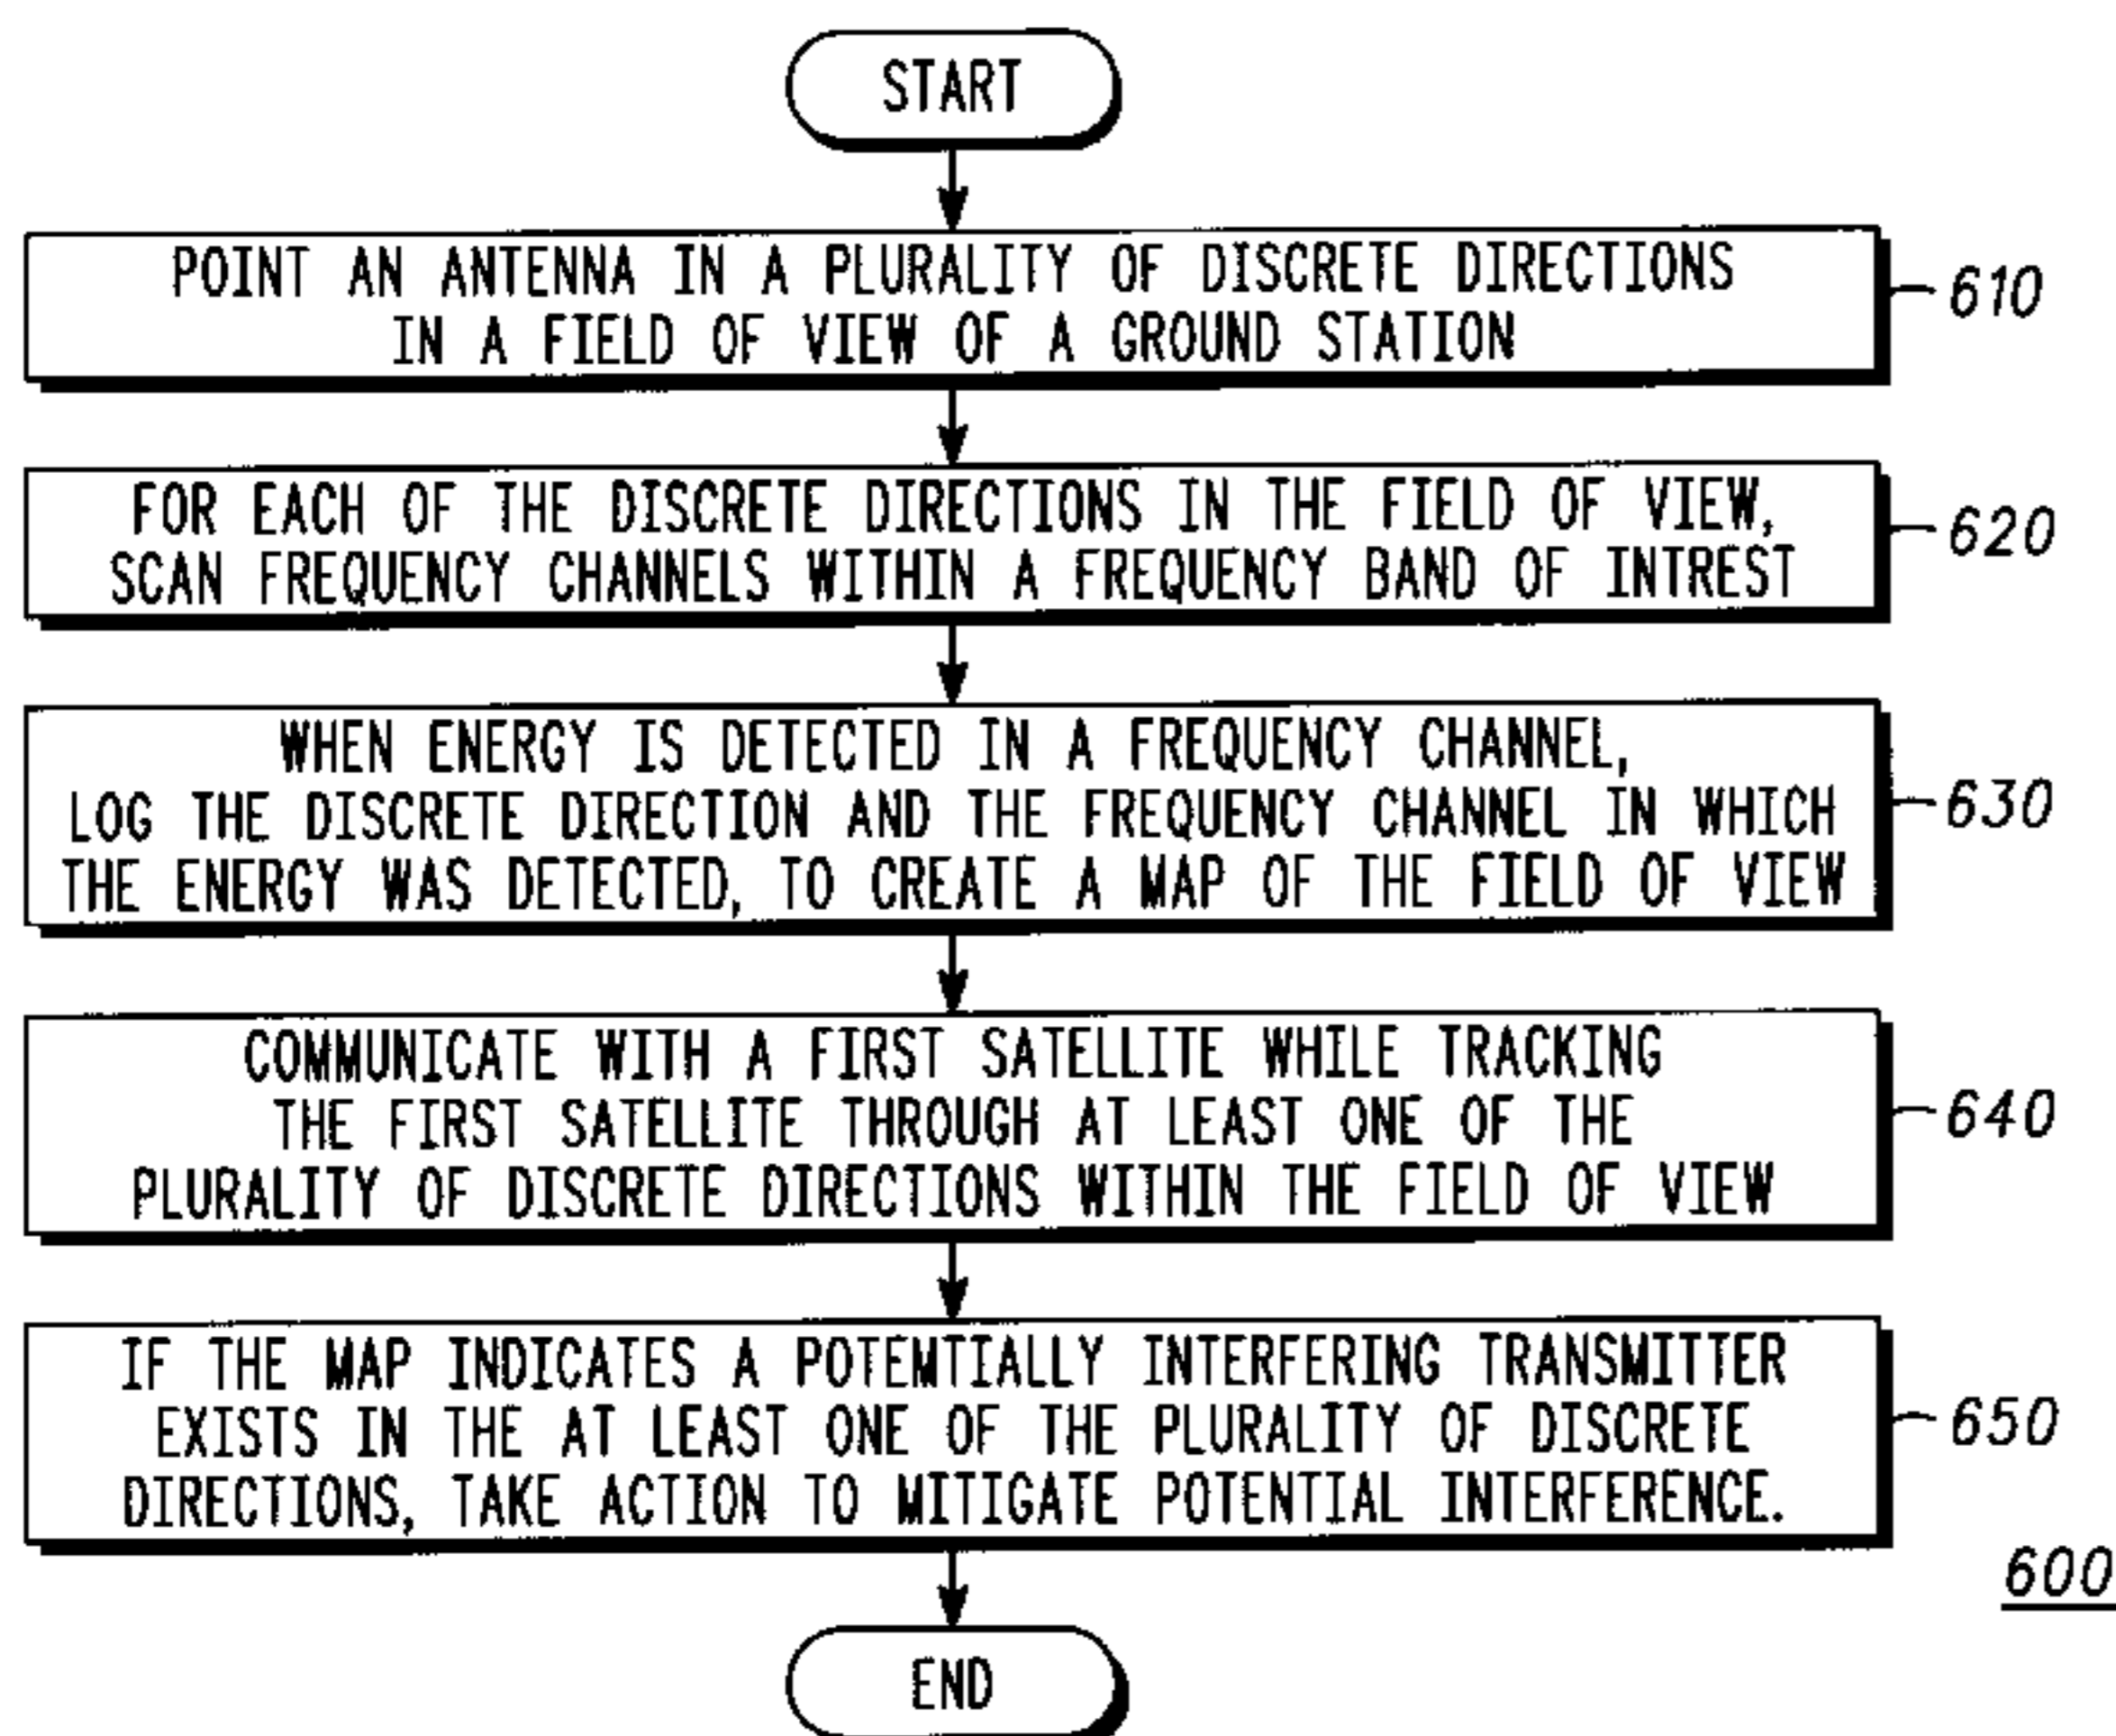 START
POINT AN ANTENNA IN A PLURALITY OF DISCRETE DIRECTIONS
IN A FIELD OF VIEW OF A GROUND STATION
610
FOR EACH OF THE DISCRETE DIRECTIONS IN THE FIELD OF VIEW,
SCAN FREQUENCY CHANNELS WITHIN A FREQUENCY BAND OF INTREST
620
WHEN ENERGY IS DETECTED IN A FREQUENCY CHANNEL,
LOG THE DISCRETE DIRECTION AND THE FREQUENCY CHANNEL IN WHICH
THE ENERGY WAS DETECTED, TO CREATE A MAP OF THE FIELD OF VIEW
630
COMMUNICATE WITH A FIRST SATELLITE WHILE TRACKING
THE FIRST SATELLITE THROUGH AT LEAST ONE OF THE
PLURALITY OF DISCRETE DIRECTIONS WITHIN THE FIELD OF VIEW
640
IF THE MAP INDICATES A POTEMTIALLY INTERFERING TRANSMITTER
EXISTS IN THE AT LEAST ONE OF THE PLURALITY OF DISCRETE
DIRECTIONS, TAKE ACTION TO MITIGATE POTENTIAL INTERFERENCE.
650
600
END